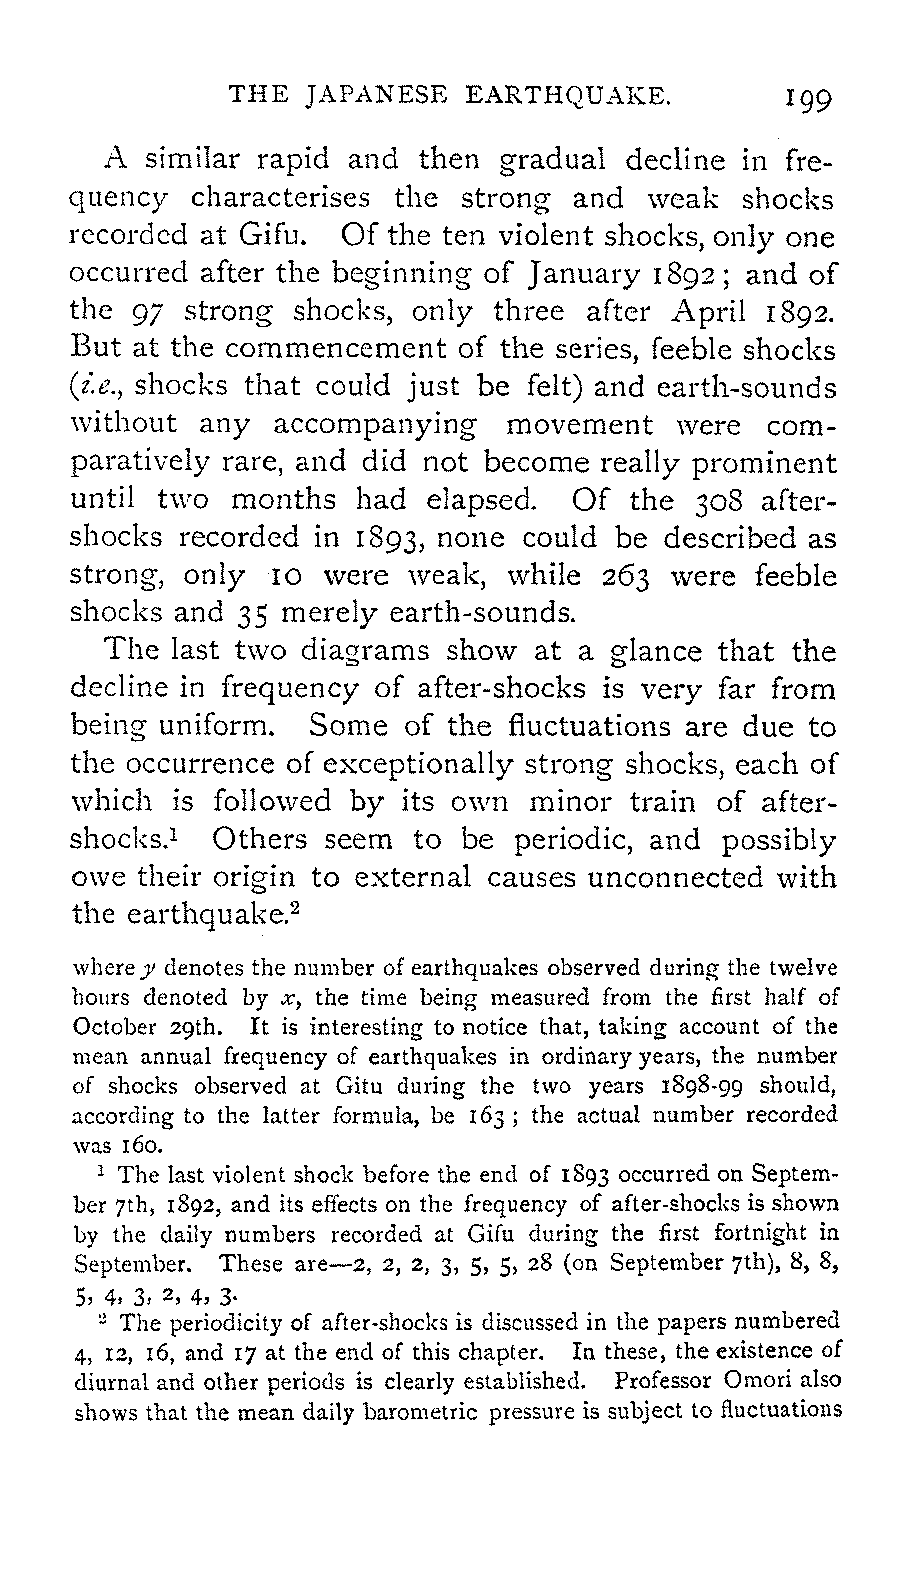 THE JAPANESE EARTHQUAKE. 199
A similar rapid and then gradual decline in fre-
quency characterises the strong and weak shocks
recorded at Gifu. Of the ten violent shocks, only one
occurred after the beginning of January 1892; and of
the 97 strong shocks, only three after April 1892.
But at the commencement of the series, feeble shocks
(i.e., shocks that could just be felt) and earth-sounds
without any accompanying movement were com-
paratively rare, and did not become really prominent
until two months had elapsed. Of the 308 after-
shocks recorded in 1893, none could be described as
strong, only 10 were weak, while 263 were feeble
shocks and 35 merely earth-sounds.
The last two diagrams show at a glance that the
decline in frequency of after-shocks is very far from
being uniform. Some of the fluctuations are due to
the occurrence of exceptionally strong shocks, each of
which is followed by its own minor train of after-
shocks.¹ Others seem to be periodic, and possibly
owe their origin to external causes unconnected with
the earthquake.²
where y denotes the number of earthquakes observed during the twelve
hours denoted by x, the time being measured from the first half of
October 29th. It is interesting to notice that, taking account of the
mean annual frequency of earthquakes in ordinary years, the number
of shocks observed at Gitu during the two years 1898-99 should,
according to the latter formula, be 163; the actual number recorded
was 160.
¹ The last violent shock before the end of 1893 occurred on Septem-
ber 7th, 1892, and its effects on the frequency of after-shocks is shown
by the daily numbers recorded at Gifu during the first fortnight in
September. These are—2, 2, 2, 3, 5, 5, 28 (on September 7th), 8, 8,
5, 4, 3, 2, 4, 3.
² The periodicity of after-shocks is discussed in the papers numbered
4, 12, 16, and 17 at the end of this chapter. In these, the existence of
diurnal and other periods is clearly established. Professor Omori also
shows that the mean daily barometric pressure is subject to fluctuations